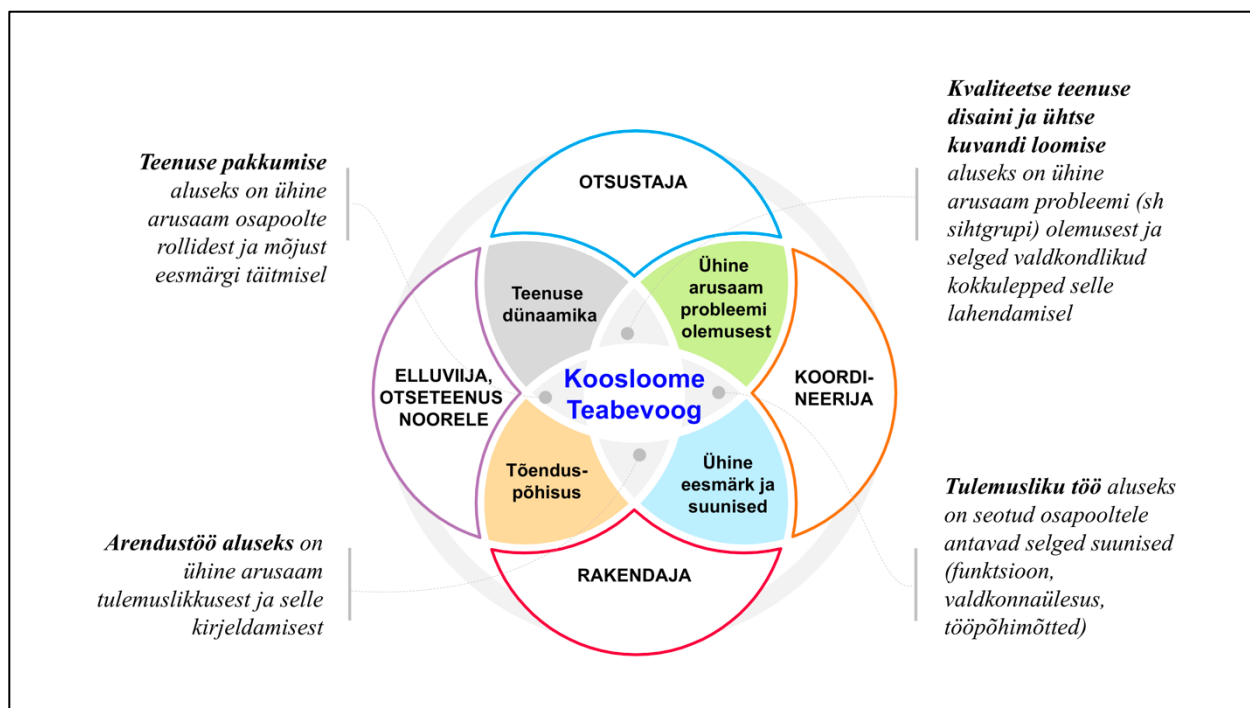 Teenuse pakkumise
aluseks on ühine
arusaam osapoolte
rollidest ja mõjust
eesmärgi täitmisel
Kvaliteetse teenuse
disaini ja ühtse
kuvandi loomise
aluseks on ühine
arusaam probleemi (sh
sihtgrupi) olemusest ja
selged valdkondlikud
kokkulepped selle
lahendamisel
OTSUSTAJA
Teenuse
dünaamika
Ühine
arusaam
probleemi
olemusest
ELLUVIIJA,
OTSETEENUS
NOORELE
Koosloome
Teabevoog
KOORDI-
NEERIJA
Tõendus-
põhisus
Ühine
eesmärk ja
suunised
RAKENDAJA
Arendustöö aluseks on
ühine arusaam
tulemuslikkusest ja selle
kirjeldamisest
Tulemusliku töö aluseks
on seotud osapooltele
antavad selged suunised
(funktsioon,
valdkonnaülesus,
tööpõhimõtted)